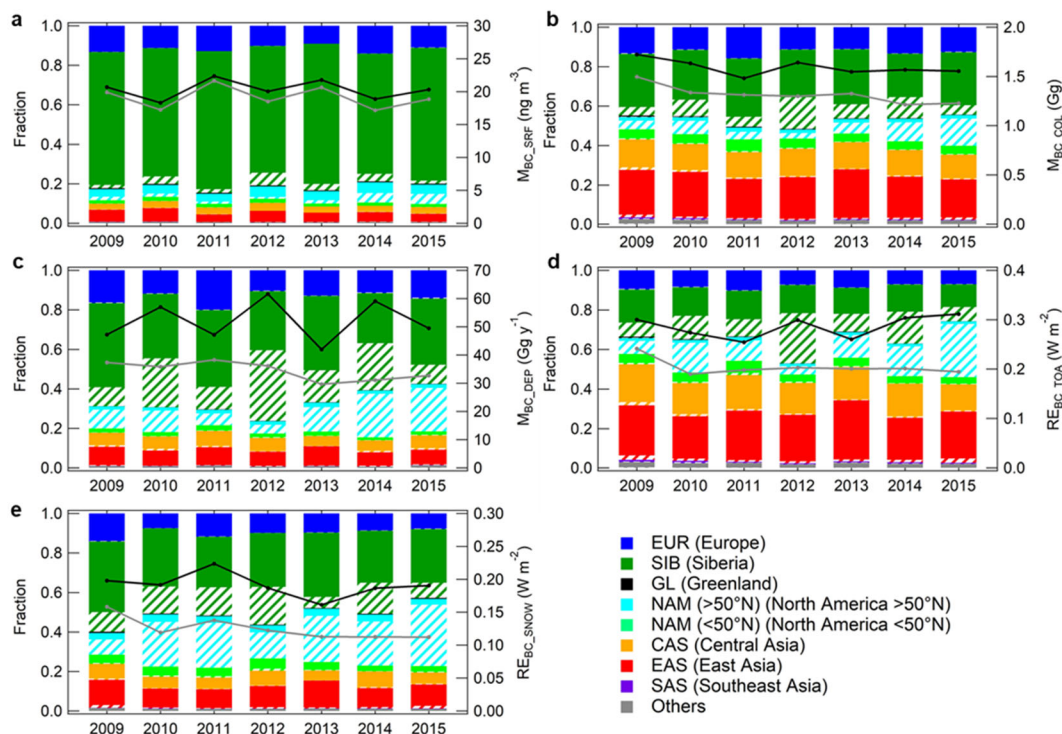 a
1.0
0.8
0.6
0.4
0.2
0.0
Fraction
30
25
20
15
10
5
0
M_BC_SRF (ng m⁻³)
2009 2010 2011 2012 2013 2014 2015
b
1.0
0.8
0.6
0.4
0.2
0.0
Fraction
2.0
1.5
1.0
0.5
0.0
M_BC_COL (Gg)
2009 2010 2011 2012 2013 2014 2015
c
1.0
0.8
0.6
0.4
0.2
0.0
Fraction
70
60
50
40
30
20
10
0
M_BC_DEP (Gg y⁻¹)
2009 2010 2011 2012 2013 2014 2015
d
1.0
0.8
0.6
0.4
0.2
0.0
Fraction
0.4
0.3
0.2
0.1
0.0
RE_BC_TOA (W m⁻²)
2009 2010 2011 2012 2013 2014 2015
e
1.0
0.8
0.6
0.4
0.2
0.0
Fraction
0.30
0.25
0.20
0.15
0.10
0.05
0.00
RE_BC_SNOW (W m⁻²)
2009 2010 2011 2012 2013 2014 2015
EUR (Europe)
SIB (Siberia)
GL (Greenland)
NAM (>50°N) (North America >50°N)
NAM (<50°N) (North America <50°N)
CAS (Central Asia)
EAS (East Asia)
SAS (Southeast Asia)
Others